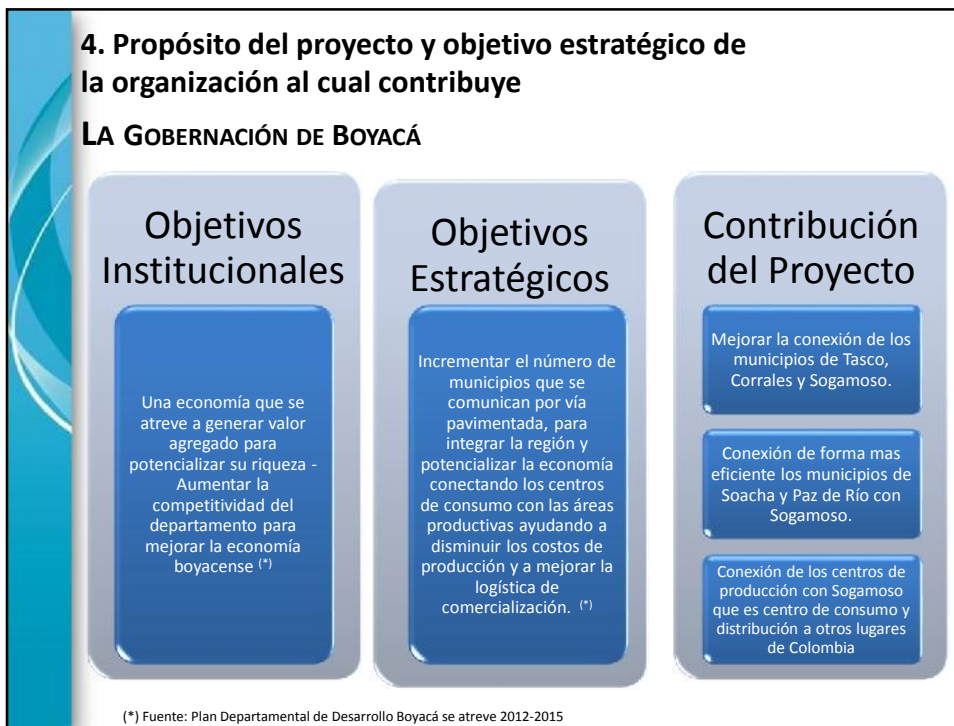 4. Propósito del proyecto y objetivo estratégico de
la organización al cual contribuye
LA GOBERNACIÓN DE BOYACÁ
Objetivos
Institucionales
Una economía que se
atreve a generar valor
agregado para
potencializar su riqueza -
Aumentar la
competitividad del
departamento para
mejorar la economía
boyacense (*)
Objetivos
Estratégicos
Incrementar el número de
municipios que se
comunican por vía
pavimentada, para
integrar la región y
potencializar la economía
conectando los centros
de consumo con las áreas
productivas ayudando a
disminuir los costos de
producción y a mejorar la
logística de
comercialización. (*)
Contribución
del Proyecto
Mejorar la conexión de los
municipios de Tasco,
Corrales y Sogamoso.
Conexión de forma mas
eficiente los municipios de
Soacha y Paz de Río con
Sogamoso.
Conexión de los centros de
producción con Sogamoso
que es centro de consumo y
distribución a otros lugares
de Colombia
(*) Fuente: Plan Departamental de Desarrollo Boyacá se atreve 2012-2015